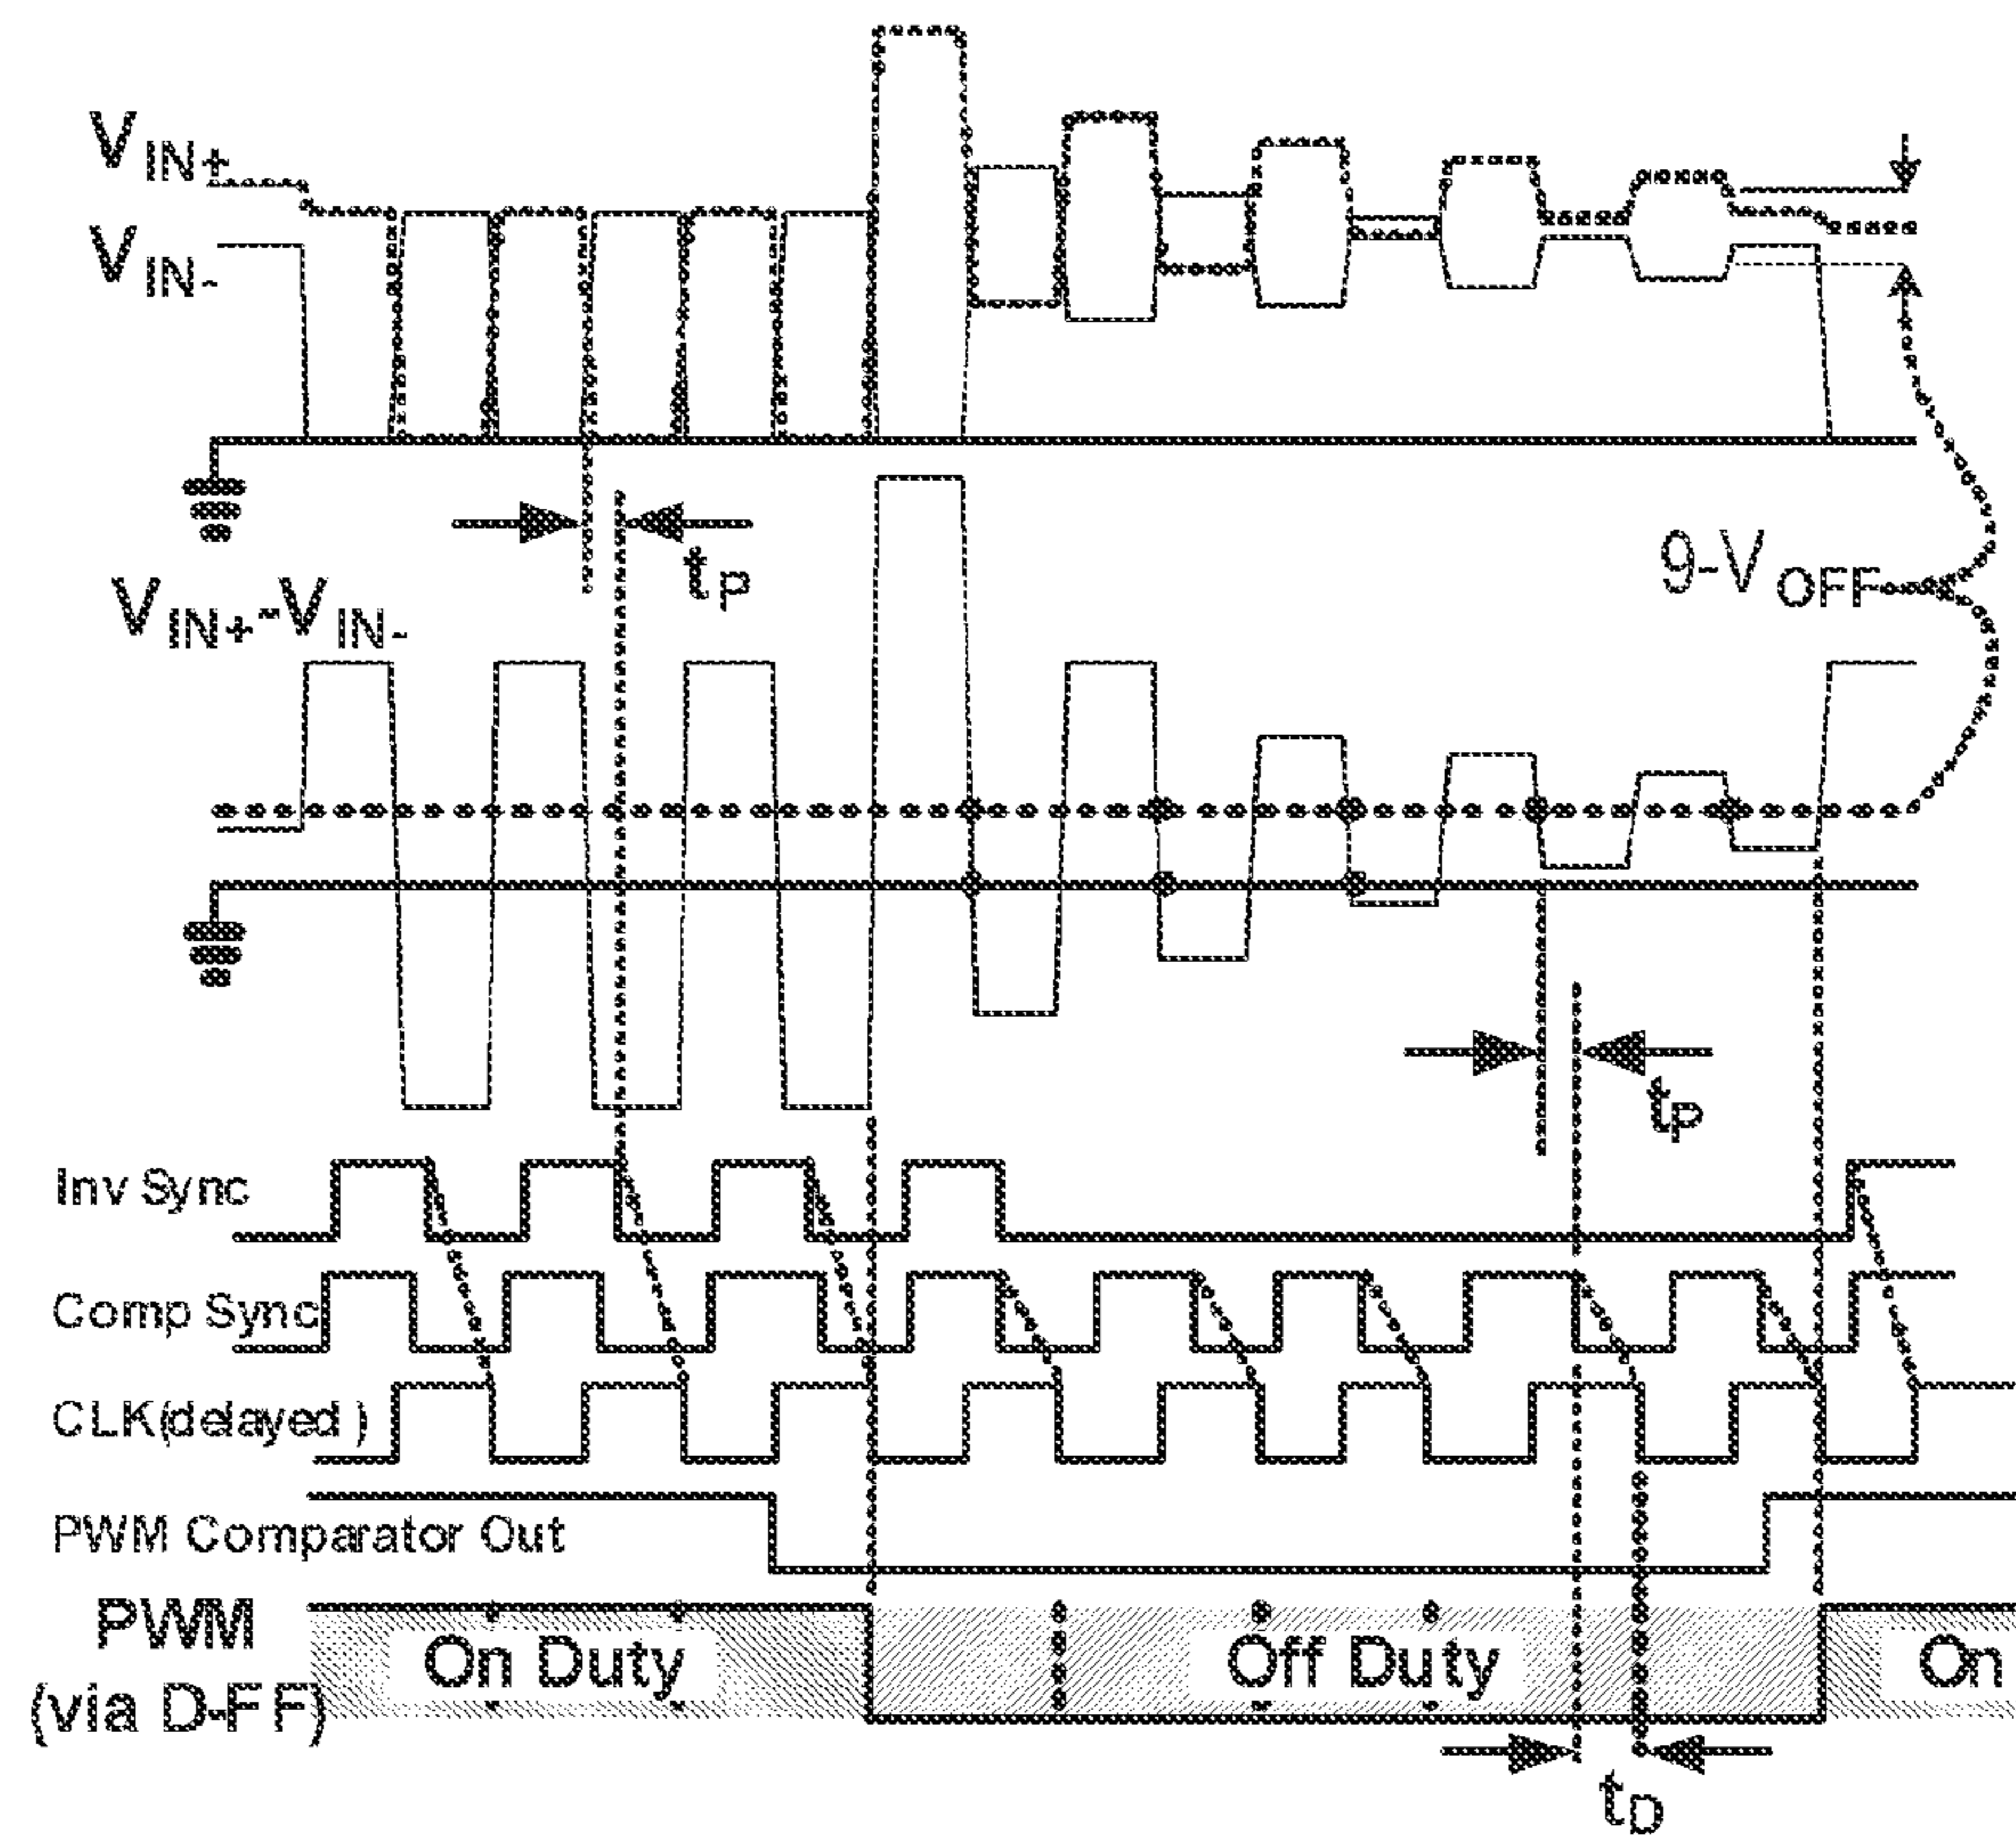 VIN+
VIN-
tP
9-VOFF
VIN+-VIN-
tP
Inv Sync
Comp Sync
CLK(delayed)
PWM Comparator Out
PWM
(via D-FF)
On Duty
Off Duty
On
tD